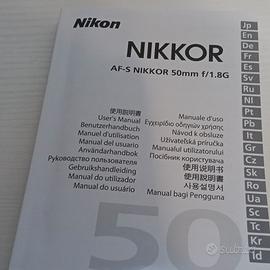 Nikon
NIKKOR
AF-S NIKKOR 50mm f/1.8G
使用説明書
User's Manual
Benutzerhandbuch
Manuel d'utilisation
Manual del usuario
Användarhandbok
Руководство пользователя
Gebruikshandleiding
Manual do utilizador
Manual do usuário
Manuale d'uso
Εγχειρίδιο οδηγιών χρήσης
Návod k obsluze
Užívateľská príručka
Manualul utilizatorului
Посібник користувача
使用说明书
使用說明書
사용설명서
Manual bagi Pengguna
50
Jp
En
De
Fr
Es
Sv
Ru
Nl
Pt
Pb
It
Gr
Cz
Sk
Ro
Ua
Sc
Tc
Kr
Id
subito